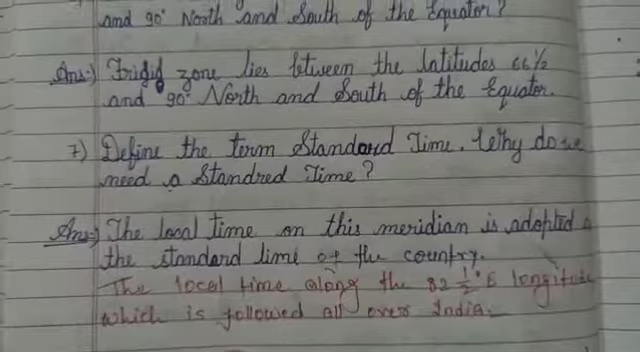 and 90° North and South of the Equator?
Ans:) Frigid zone lies between the latitudes 66½
and 90° North and South of the Equator.
7) Define the term Standard Time. Why do we
need a Standred Time?
Ans:) The local time on this meridian is adopted
the standard time of the country.
The local time along the 82 ½° E longitude
which is followed all over India.